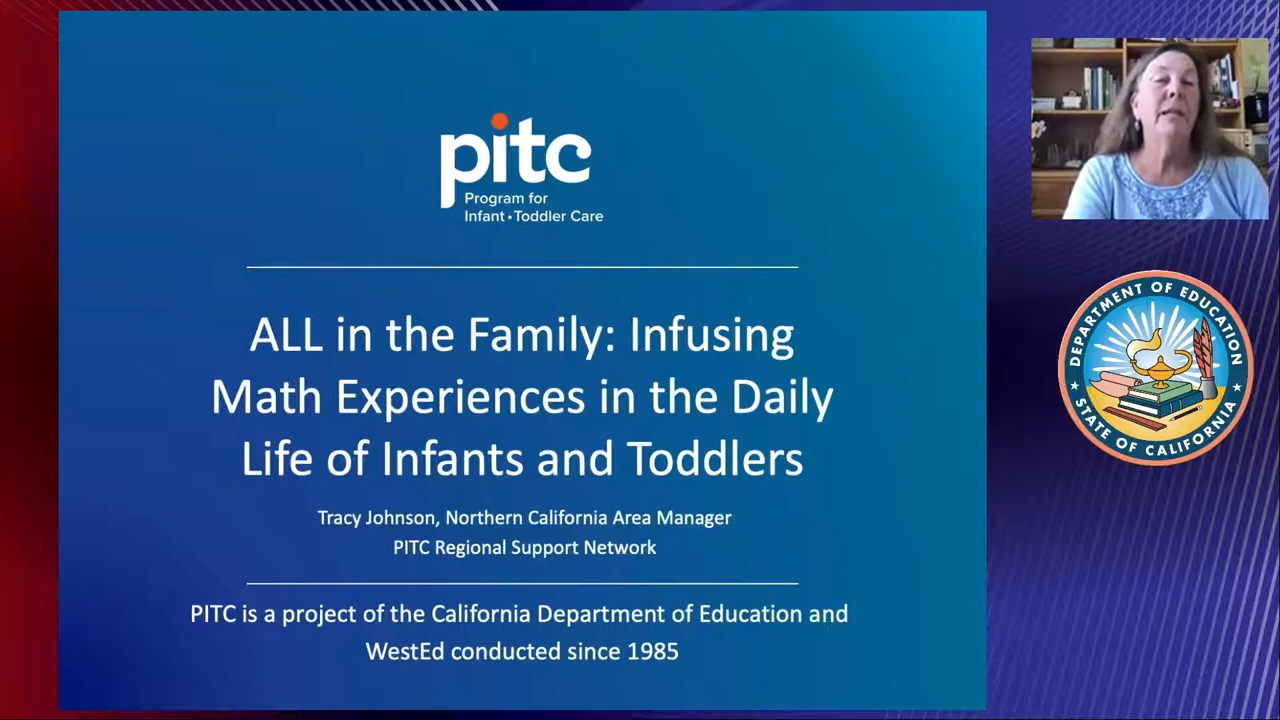 pitc
Program for
Infant • Toddler Care
ALL in the Family: Infusing
Math Experiences in the Daily
Life of Infants and Toddlers
Tracy Johnson, Northern California Area Manager
PITC Regional Support Network
PITC is a project of the California Department of Education and
WestEd conducted since 1985
DEPARTMENT OF EDUCATION
STATE OF CALIFORNIA